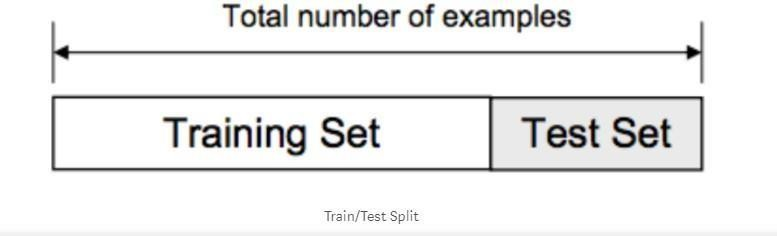 Total number of examples
Training Set Test Set
Train/Test Split